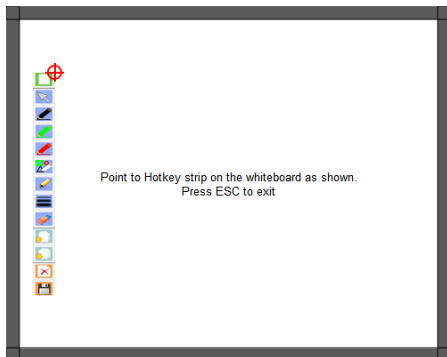 Point to Hotkey strip on the whiteboard as shown.
Press ESC to exit